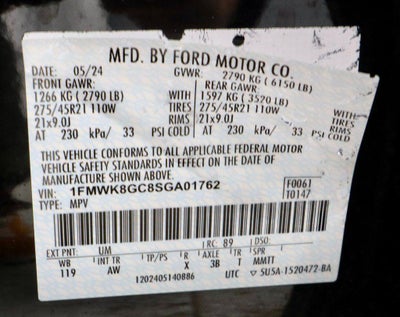 MFD. BY FORD MOTOR CO.
DATE: 05/24 GVWR: 2790 KG (6150 LB)
FRONT GAWR: REAR GAWR:
1266 KG (2790 LB) WITH 1597 KG (3520 LB) WITH
275/45R21 110W TIRES 275/45R21 110W TIRES
21x9.0J RIMS 21x9.0J RIMS
AT 230 kPa/ 33 PSI COLD AT 230 kPa/ 33 PSI COLD
THIS VEHICLE CONFORMS TO ALL APPLICABLE FEDERAL MOTOR
VEHICLE SAFETY STANDARDS IN EFFECT ON THE DATE OF
MANUFACTURE SHOWN ABOVE.
VIN: 1FMWK8GC8SGA01762 F0061
TYPE: MPV T0147
EXT PNT: UM RC: 89 DSO:
WB INT TR TP/PS R AXLE TR SPR
119 AW X 3B T MMTT
1202405140886 UTC ▽5U5A-1520472-BA